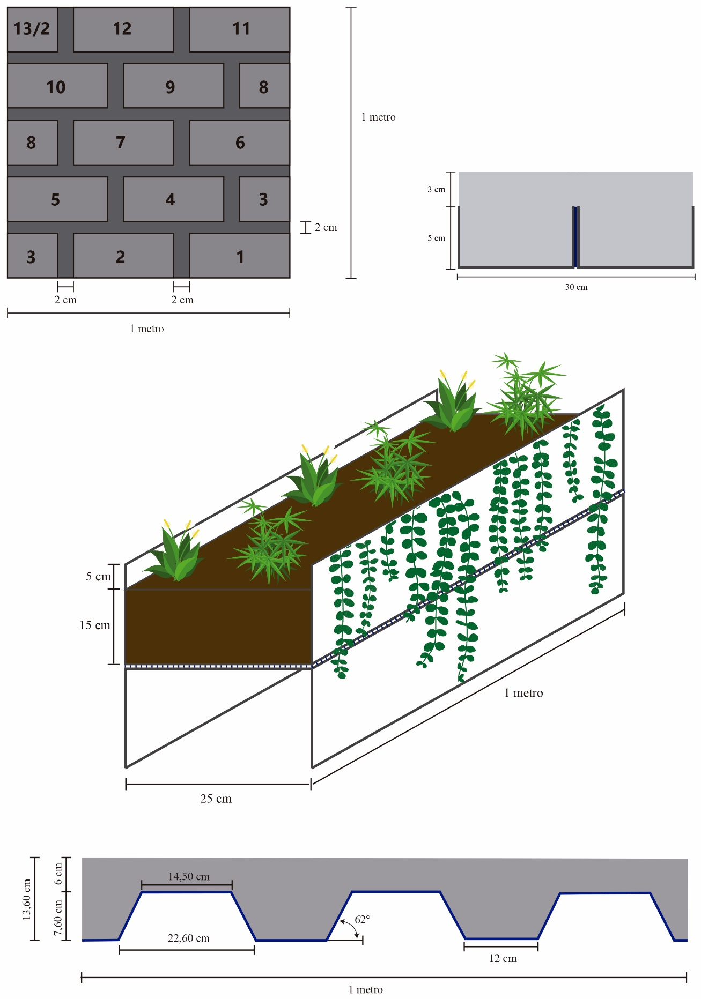 13/2 12 11
10 9 8
8 7 6
5 4 3
3 2 1
1 metro
2 cm
2 cm 2 cm
1 metro
3 cm
5 cm
30 cm
5 cm
15 cm
1 metro
25 cm
13,60 cm
6 cm
7,60 cm
14,50 cm
62°
22,60 cm
12 cm
1 metro